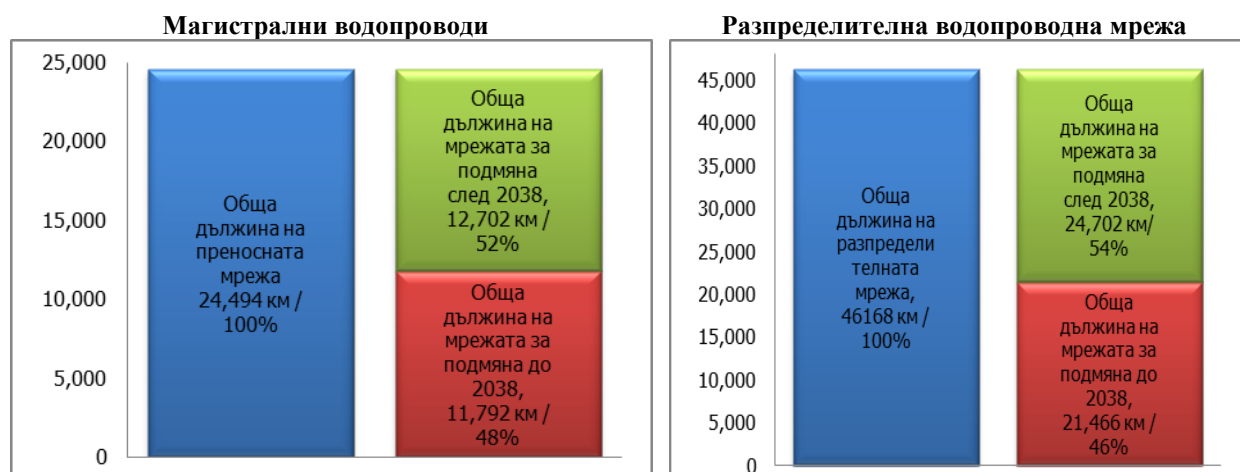 Магистрални водопроводи
25,000
20,000
15,000
10,000
5,000
0
Обща
дължина на
преносната
мрежа
24,494 км /
100%
Обща
дължина на
мрежата за
подмяна
след 2038,
12,702 км /
52%
Обща
дължина на
мрежата за
подмяна до
2038,
11,792 км /
48%
Разпределителна водопроводна мрежа
45,000
40,000
35,000
30,000
25,000
20,000
15,000
10,000
5,000
0
Обща
дължина на
разпредели
телната
мрежа,
46168 км /
100%
Обща
дължина на
мрежата за
подмяна
след 2038,
24,702 км/
54%
Обща
дължина на
мрежата за
подмяна до
2038,
21,466 км /
46%